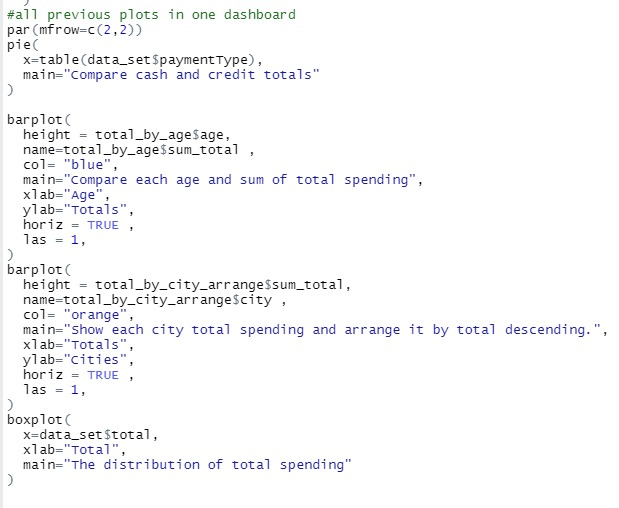 #all previous plots in one dashboard
par(mfrow=c(2,2))
pie(
  x=table(data_set$paymentType),
  main="Compare cash and credit totals"
)

barplot(
  height = total_by_age$age,
  name=total_by_age$sum_total ,
  col= "blue",
  main="Compare each age and sum of total spending",
  xlab="Age",
  ylab="Totals",
  horiz = TRUE ,
  las = 1,
)
barplot(
  height = total_by_city_arrange$sum_total,
  name=total_by_city_arrange$city ,
  col= "orange",
  main="Show each city total spending and arrange it by total descending.",
  xlab="Totals",
  ylab="Cities",
  horiz = TRUE ,
  las = 1,
)
boxplot(
  x=data_set$total,
  xlab="Total",
  main="The distribution of total spending"
)